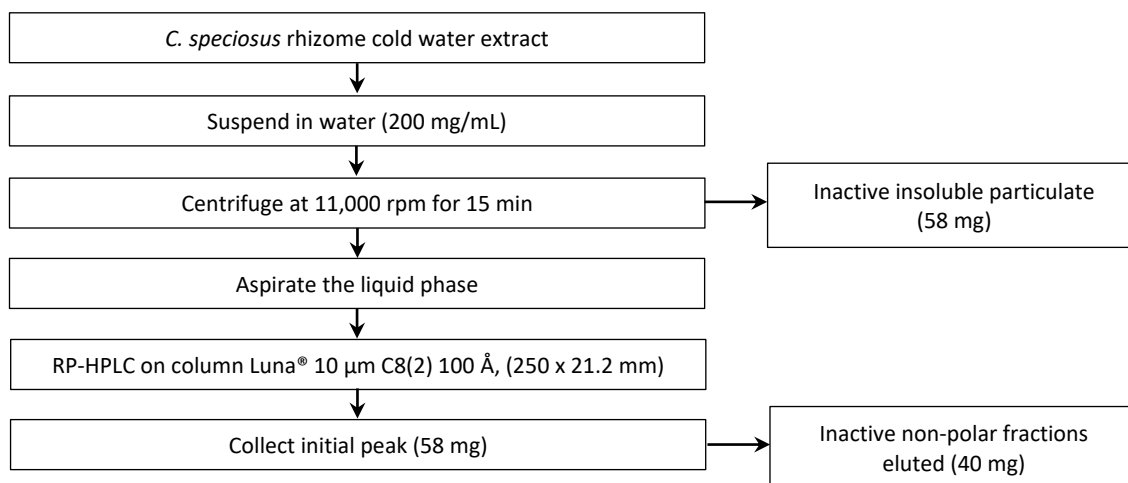 C. speciosus rhizome cold water extract
Suspend in water (200 mg/mL)
Centrifuge at 11,000 rpm for 15 min
Inactive insoluble particulate
(58 mg)
Aspirate the liquid phase
RP-HPLC on column Luna® 10 µm C8(2) 100 Å, (250 x 21.2 mm)
Collect initial peak (58 mg)
Inactive non-polar fractions
eluted (40 mg)